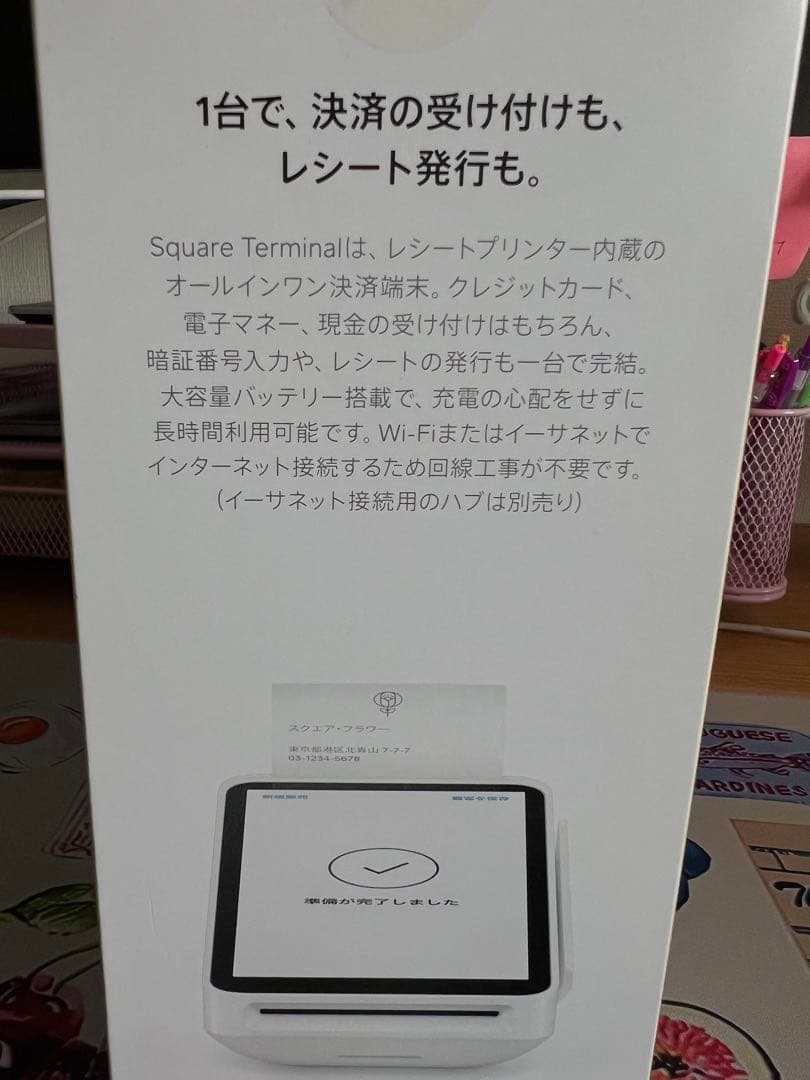 1台で、決済の受け付けも、
レシート発行も。
Square Terminalは、レシートプリンター内蔵の
オールインワン決済端末。クレジットカード、
電子マネー、現金の受け付けはもちろん、
暗証番号入力や、レシートの発行も一台で完結。
大容量バッテリー搭載で、充電の心配をせずに
長時間利用可能です。Wi-Fiまたはイーサネットで
インターネット接続するため回線工事が不要です。
（イーサネット接続用のハブは別売り）
スクエア・フラワー
東京都港区北青山 7-7-7
03-1234-5678
準備が完了しました
UGUESE
ARDINES